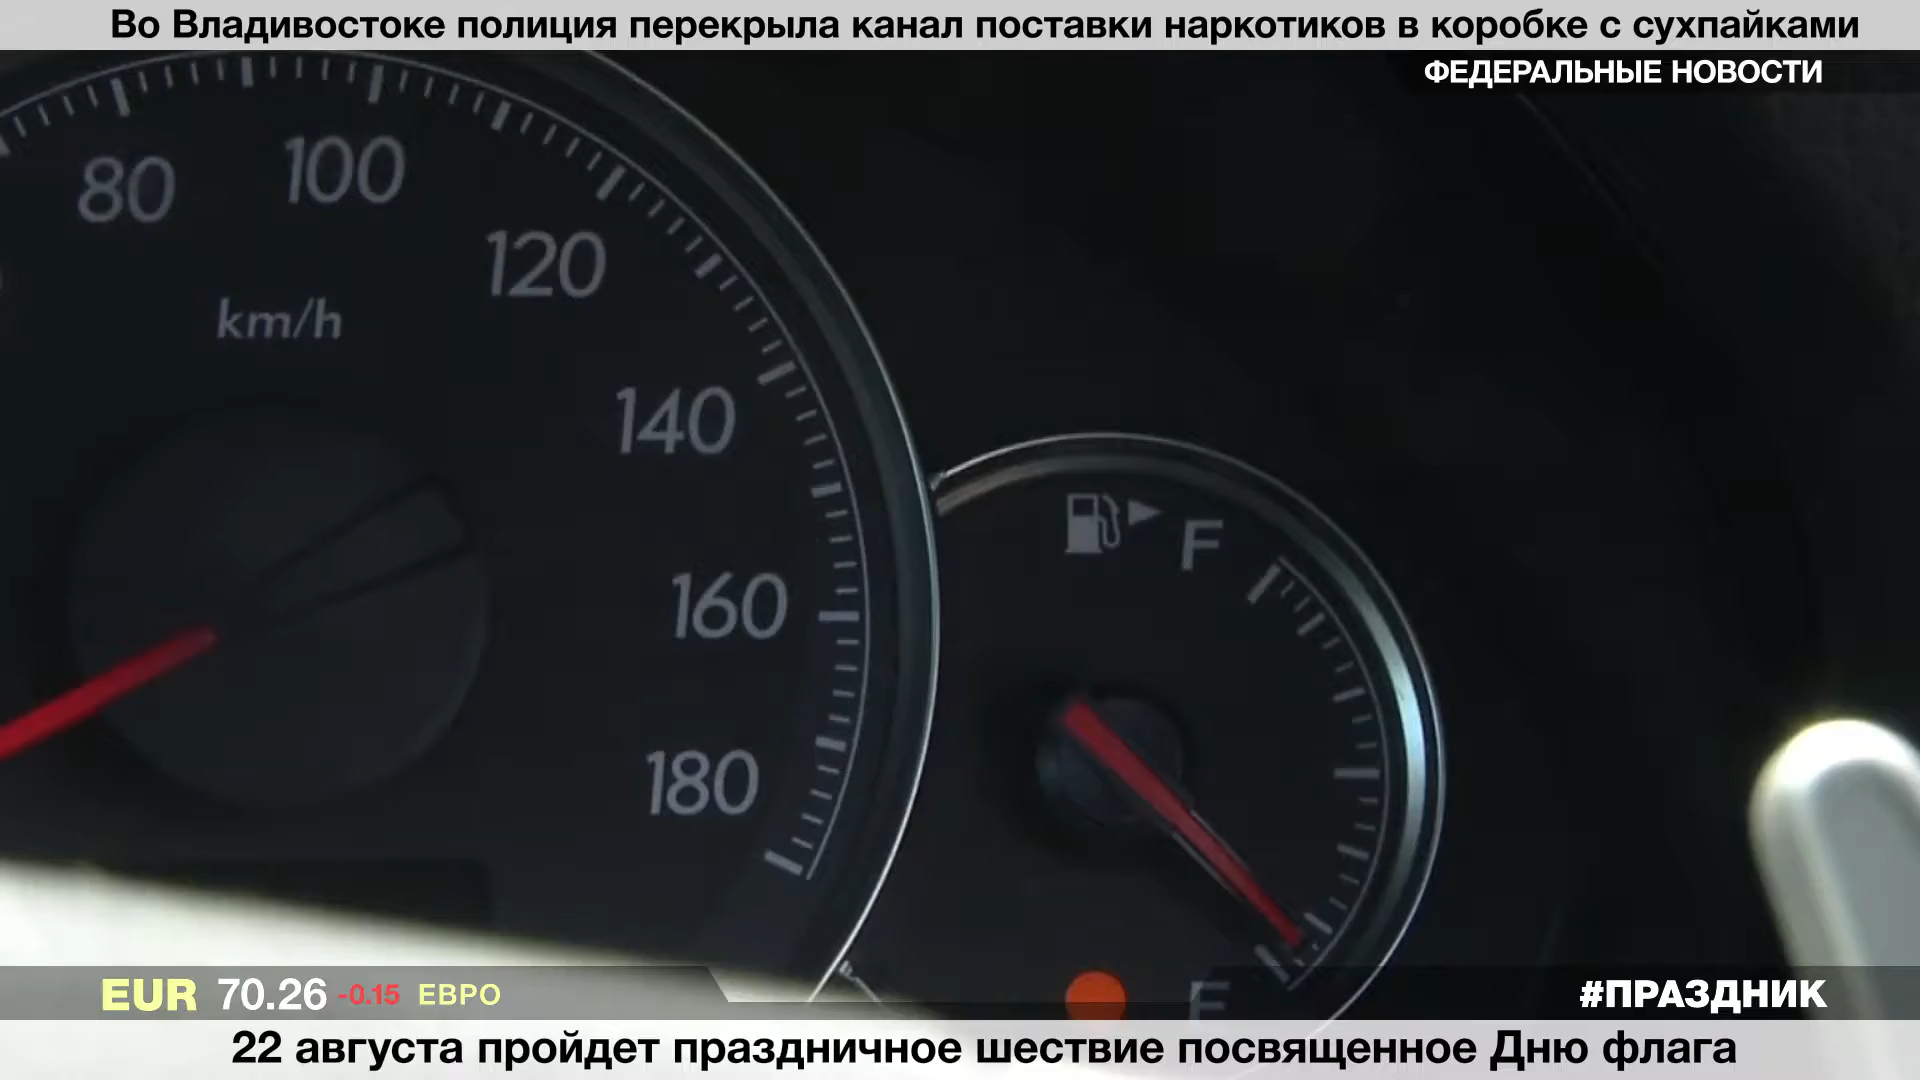 Во Владивостоке полиция перекрыла канал поставки наркотиков в коробке с сухпайками
ФЕДЕРАЛЬНЫЕ НОВОСТИ
80
100
120
km/h
140
160
180
F
E
EUR 70.26 -0.15 ЕВРО
#ПРАЗДНИК
22 августа пройдет праздничное шествие посвященное Дню флага